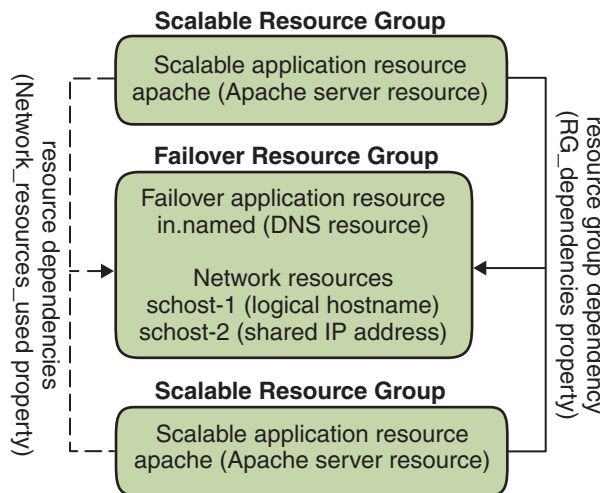 Scalable Resource Group
Scalable application resource
apache (Apache server resource)
Failover Resource Group
Failover application resource
in.named (DNS resource)
Network resources
schost-1 (logical hostname)
schost-2 (shared IP address)
Scalable Resource Group
Scalable application resource
apache (Apache server resource)
resource dependencies
(Network_resources_used property)
resource group dependency
(RG_dependencies property)